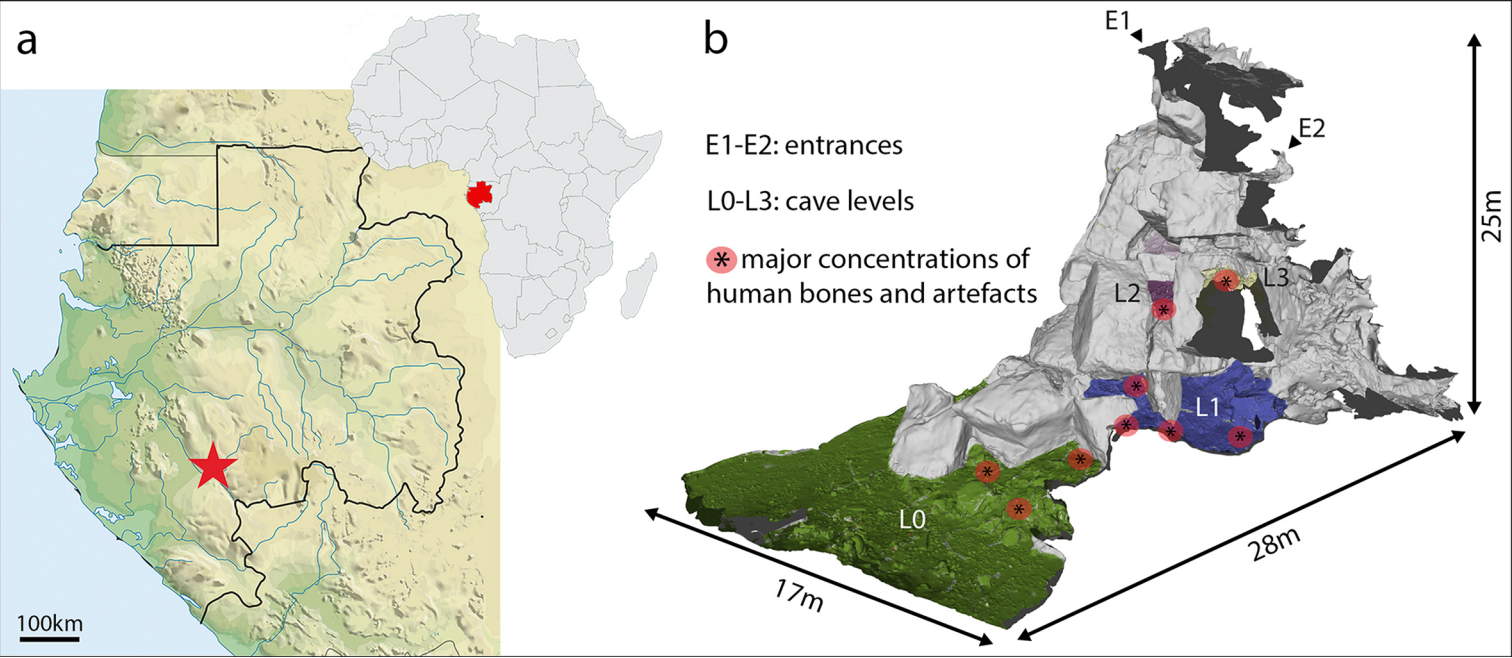 a
100km
b
E1
E2
E1-E2: entrances
L0-L3: cave levels
* major concentrations of
human bones and artefacts
L2
L3
L1
L0
25m
28m
17m